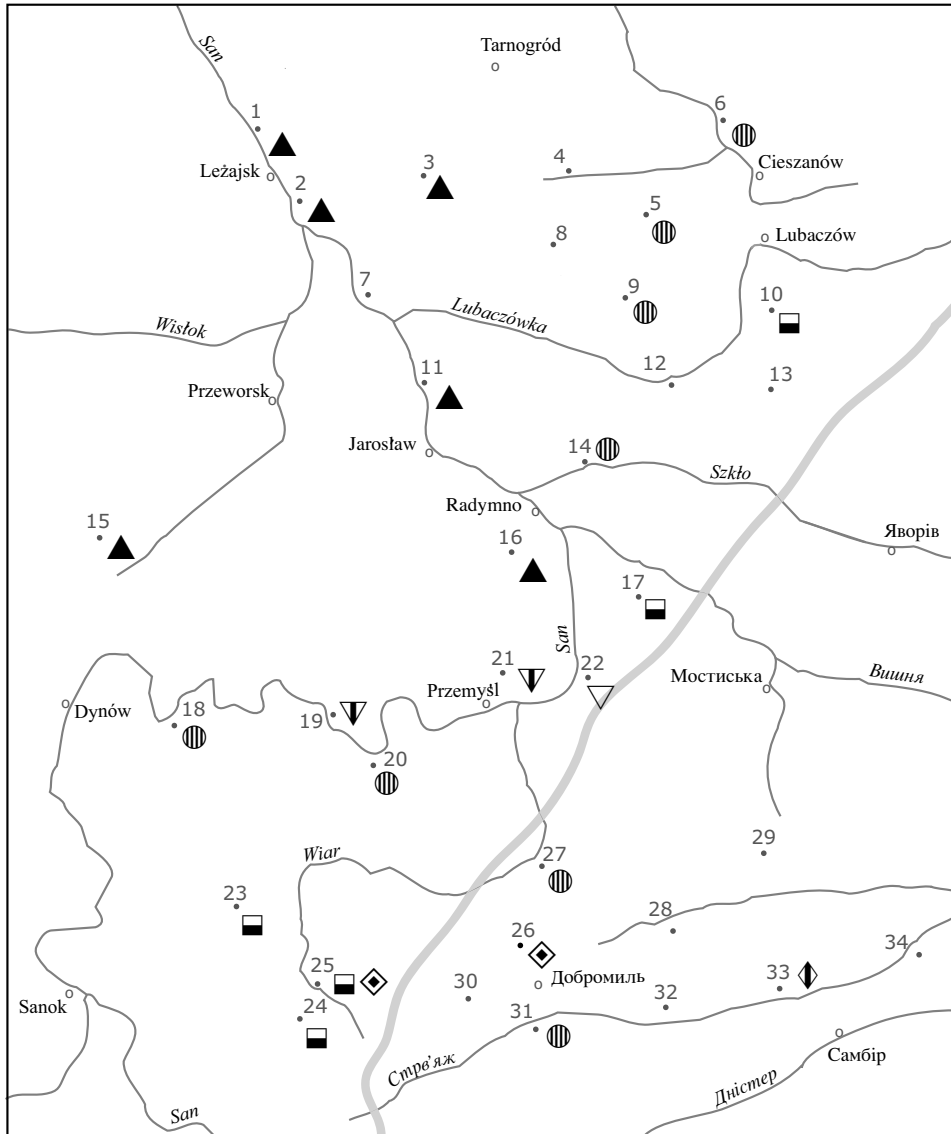 San
Tarnogród
1
6
3
4
Cieszanów
Leżajsk
2
5
8
Lubaczów
7
9
10
Wisłok
Lubaczówka
11
12
13
Przeworsk
Jarosław
14
Szkło
Radymno
15
16
Яворів
17
San
21
22
Przemyśl
Мостиська
Вишня
Dynów
18
19
20
Wiar
27
29
23
28
26
34
25
Добромиль
33
Sanok
30
32
24
31
Самбір
Стрв’яж
Дністер
San